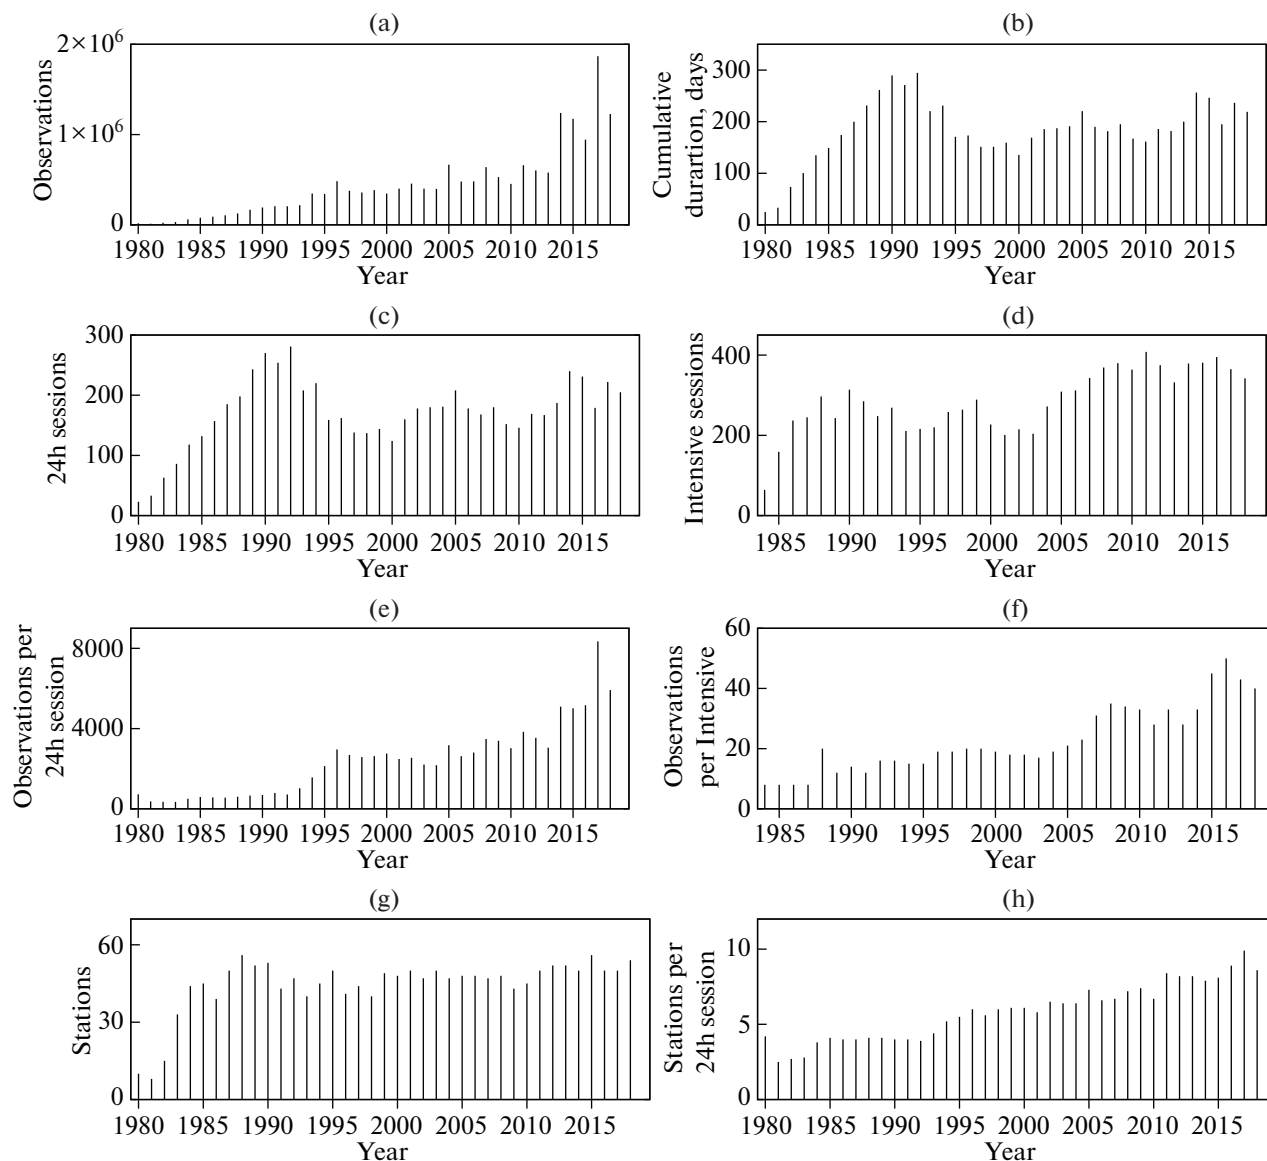 (a)
2×10⁶
1×10⁶
0
Observations
1980 1985 1990 1995 2000 2005 2010 2015
Year
(b)
300
200
100
0
Cumulative
durartion, days
1980 1985 1990 1995 2000 2005 2010 2015
Year
(c)
300
200
100
0
24h sessions
1980 1985 1990 1995 2000 2005 2010 2015
Year
(d)
400
200
0
Intensive sessions
1985 1990 1995 2000 2005 2010 2015
Year
(e)
8000
4000
0
Observations per
24h session
1980 1985 1990 1995 2000 2005 2010 2015
Year
(f)
60
40
20
0
Observations
per Intensive
1985 1990 1995 2000 2005 2010 2015
Year
(g)
60
30
0
Stations
1980 1985 1990 1995 2000 2005 2010 2015
Year
(h)
10
5
0
Stations per
24h session
1980 1985 1990 1995 2000 2005 2010 2015
Year